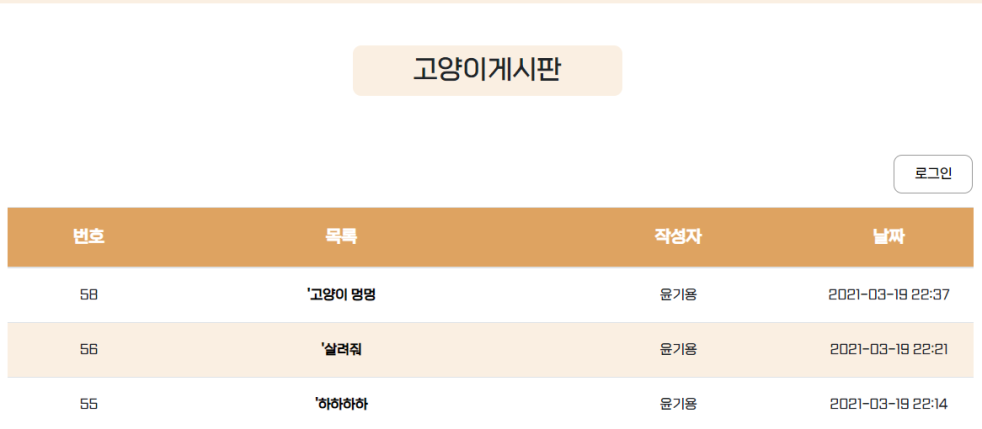 고양이게시판
로그인
번호 목록 작성자 날짜
58 '고양이 멍멍 윤기용 2021-03-19 22:37
56 '살려줘 윤기용 2021-03-19 22:21
55 '하하하하 윤기용 2021-03-19 22:14